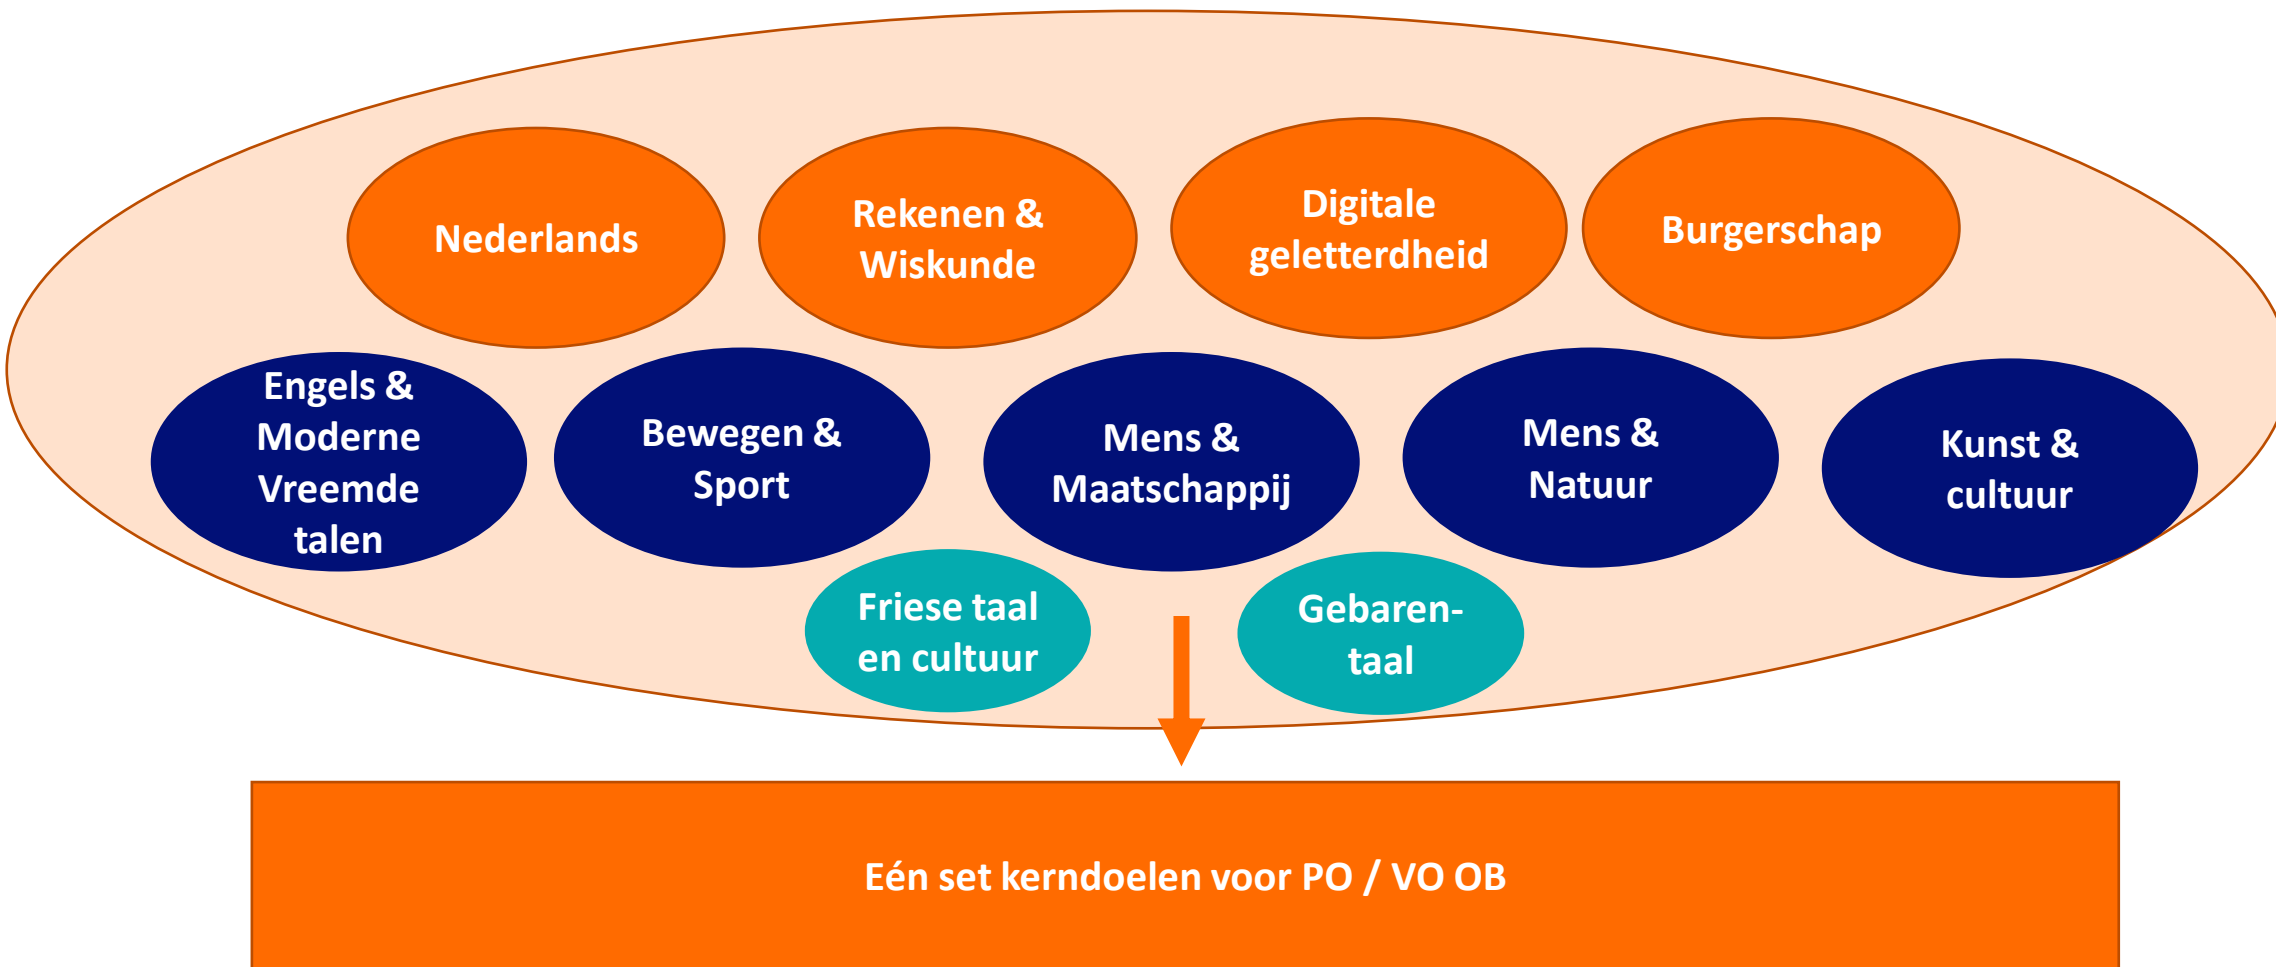 Nederlands
Rekenen &
Wiskunde
Digitale
geletterdheid
Burgerschap
Engels &
Moderne
Vreemde
talen
Bewegen &
Sport
Mens &
Maatschappij
Mens &
Natuur
Kunst &
cultuur
Friese taal
en cultuur
Gebaren-
taal
Eén set kerndoelen voor PO / VO OB